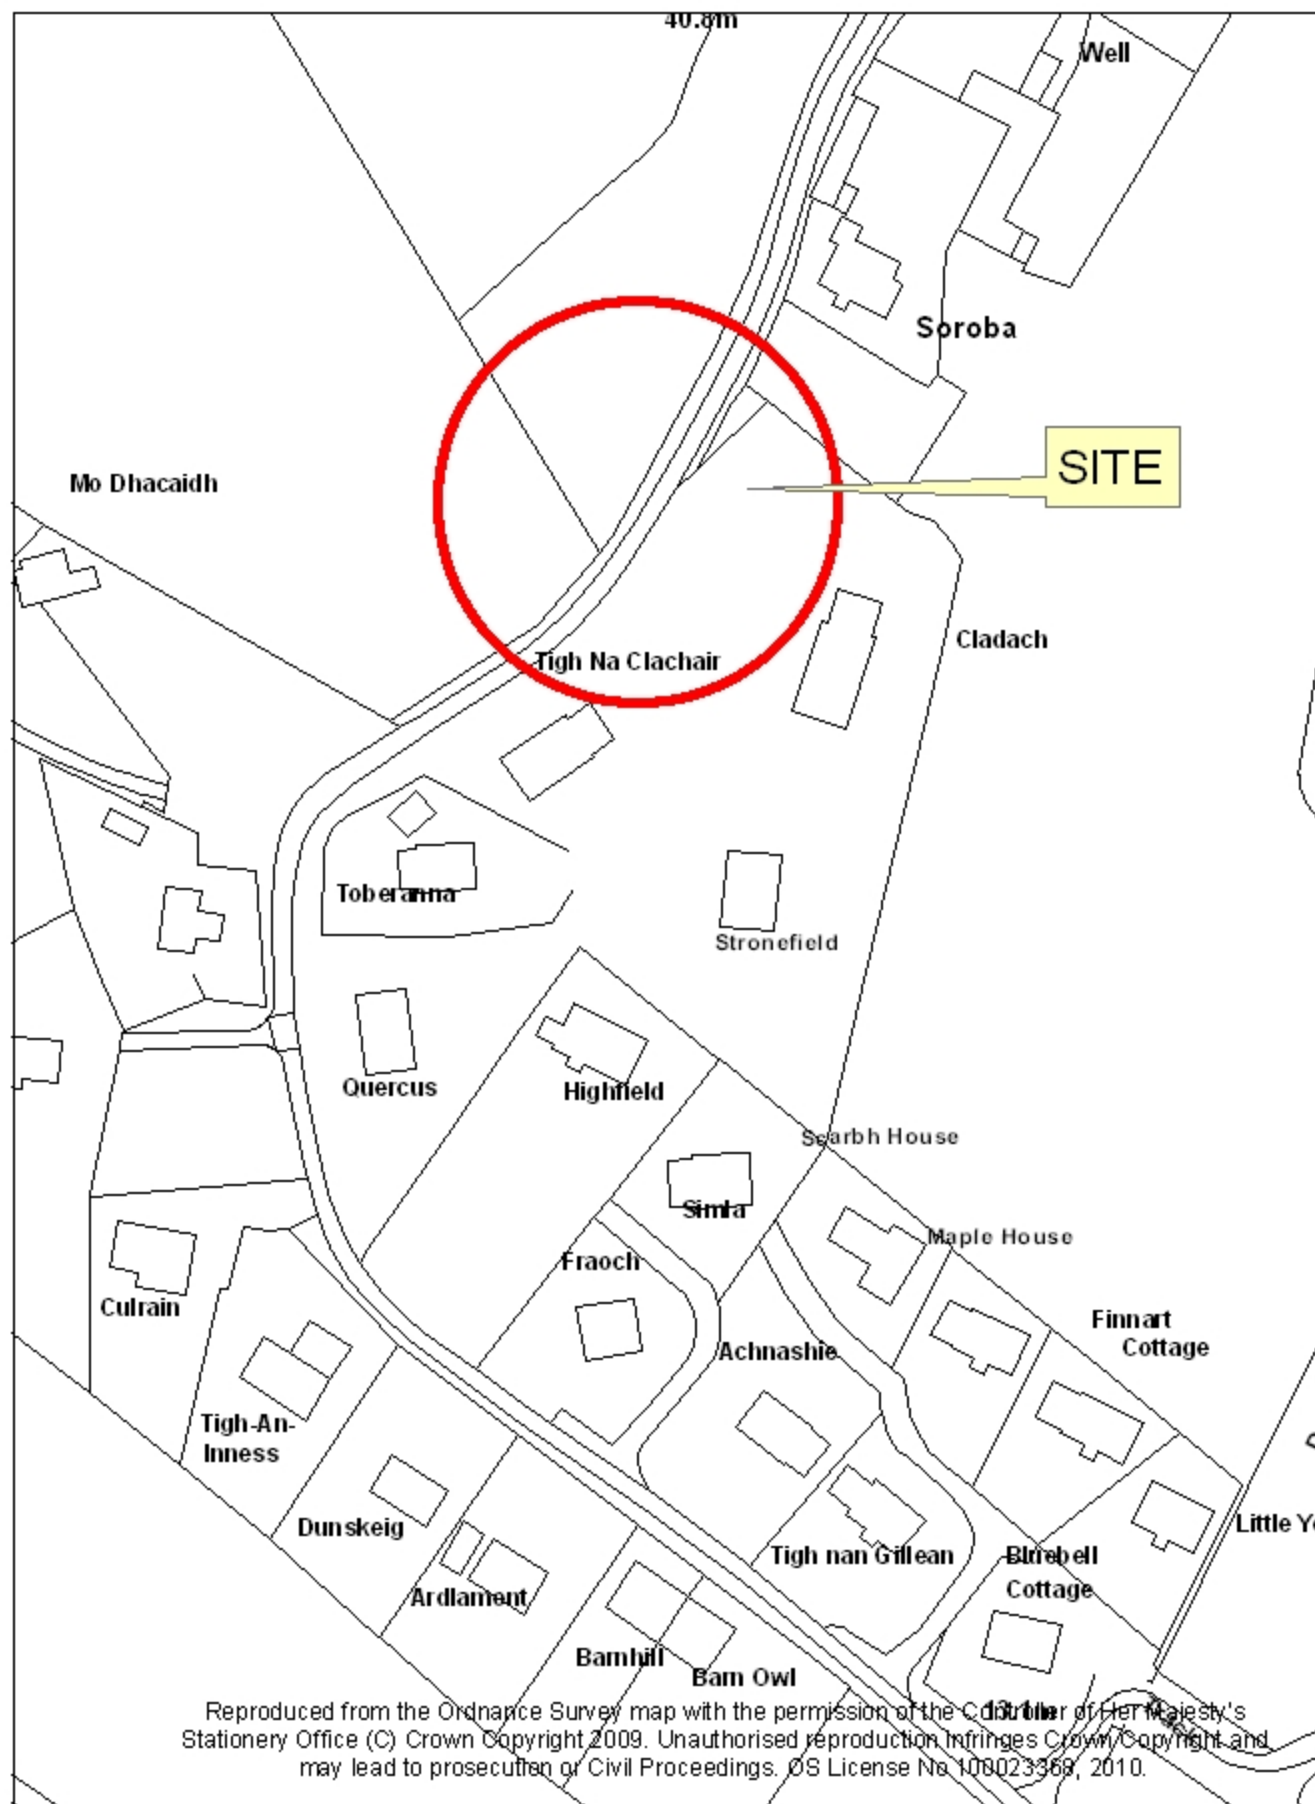 40.8m
Well
Soroba
SITE
Mo Dhacaidh
Cladach
Tigh Na Clachair
Toberanna
Stronefield
Quercus
Highfield
Scarbh House
Simla
Maple House
Fraoch
Culrain
Finnart
Cottage
Achnashie
Tigh-An-
Inness
Dunskeig
Little
Tigh nan Gillean
Bluebell
Cottage
Ardlamont
Barnhill
Barn Owl
Reproduced from the Ordnance Survey map with the permission of the Controller of Her Majesty's
Stationery Office (C) Crown Copyright 2009. Unauthorised reproduction infringes Crown Copyright and
may lead to prosecution or Civil Proceedings. OS License No 100023368, 2010.